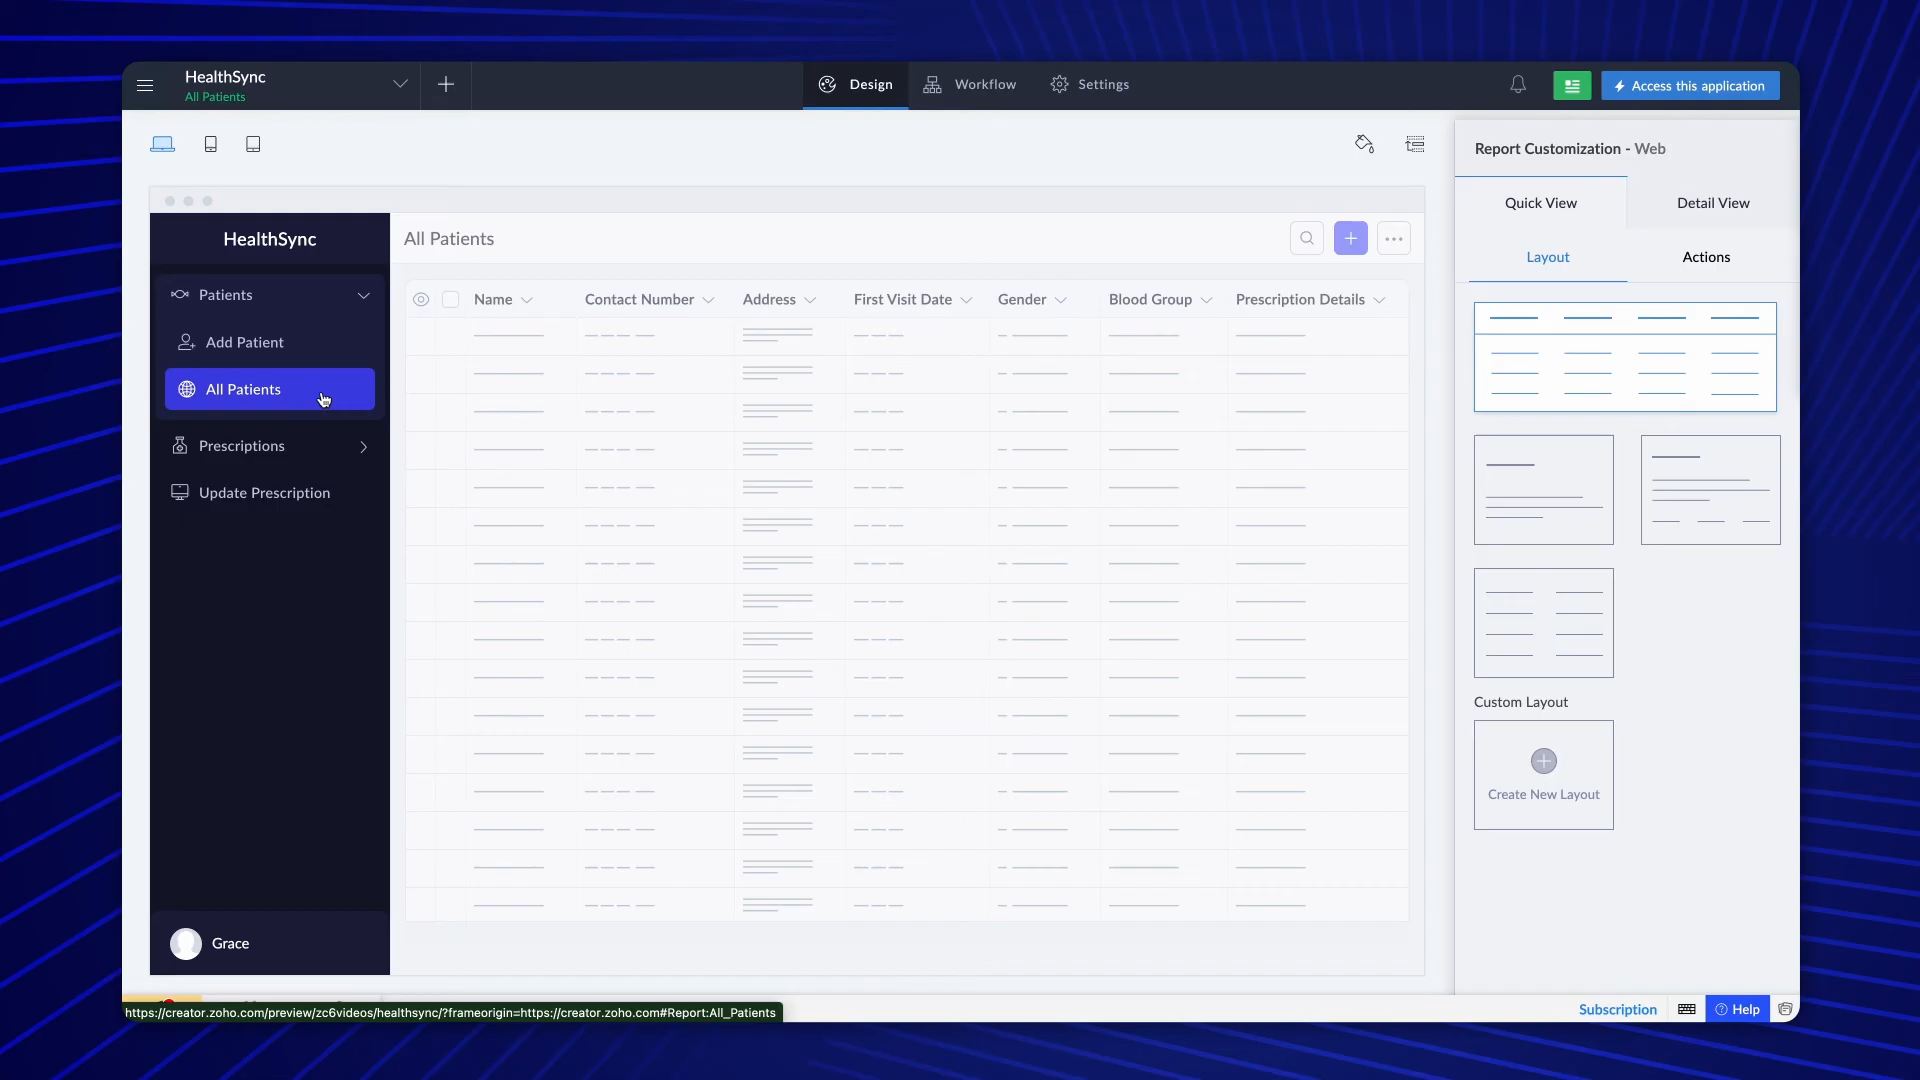 HealthSync
All Patients
Design
Workflow
Settings
Access this application
Report Customization - Web
Quick View
Detail View
Layout
Actions
HealthSync
All Patients
Patients
Add Patient
All Patients
Prescriptions
Update Prescription
Name
Contact Number
Address
First Visit Date
Gender
Blood Group
Prescription Details
Custom Layout
Create New Layout
Grace
https://creator.zoho.com/preview/zc6videos/healthsync/?frameorigin=https://creator.zoho.com#Report:All_Patients
Subscription
Help